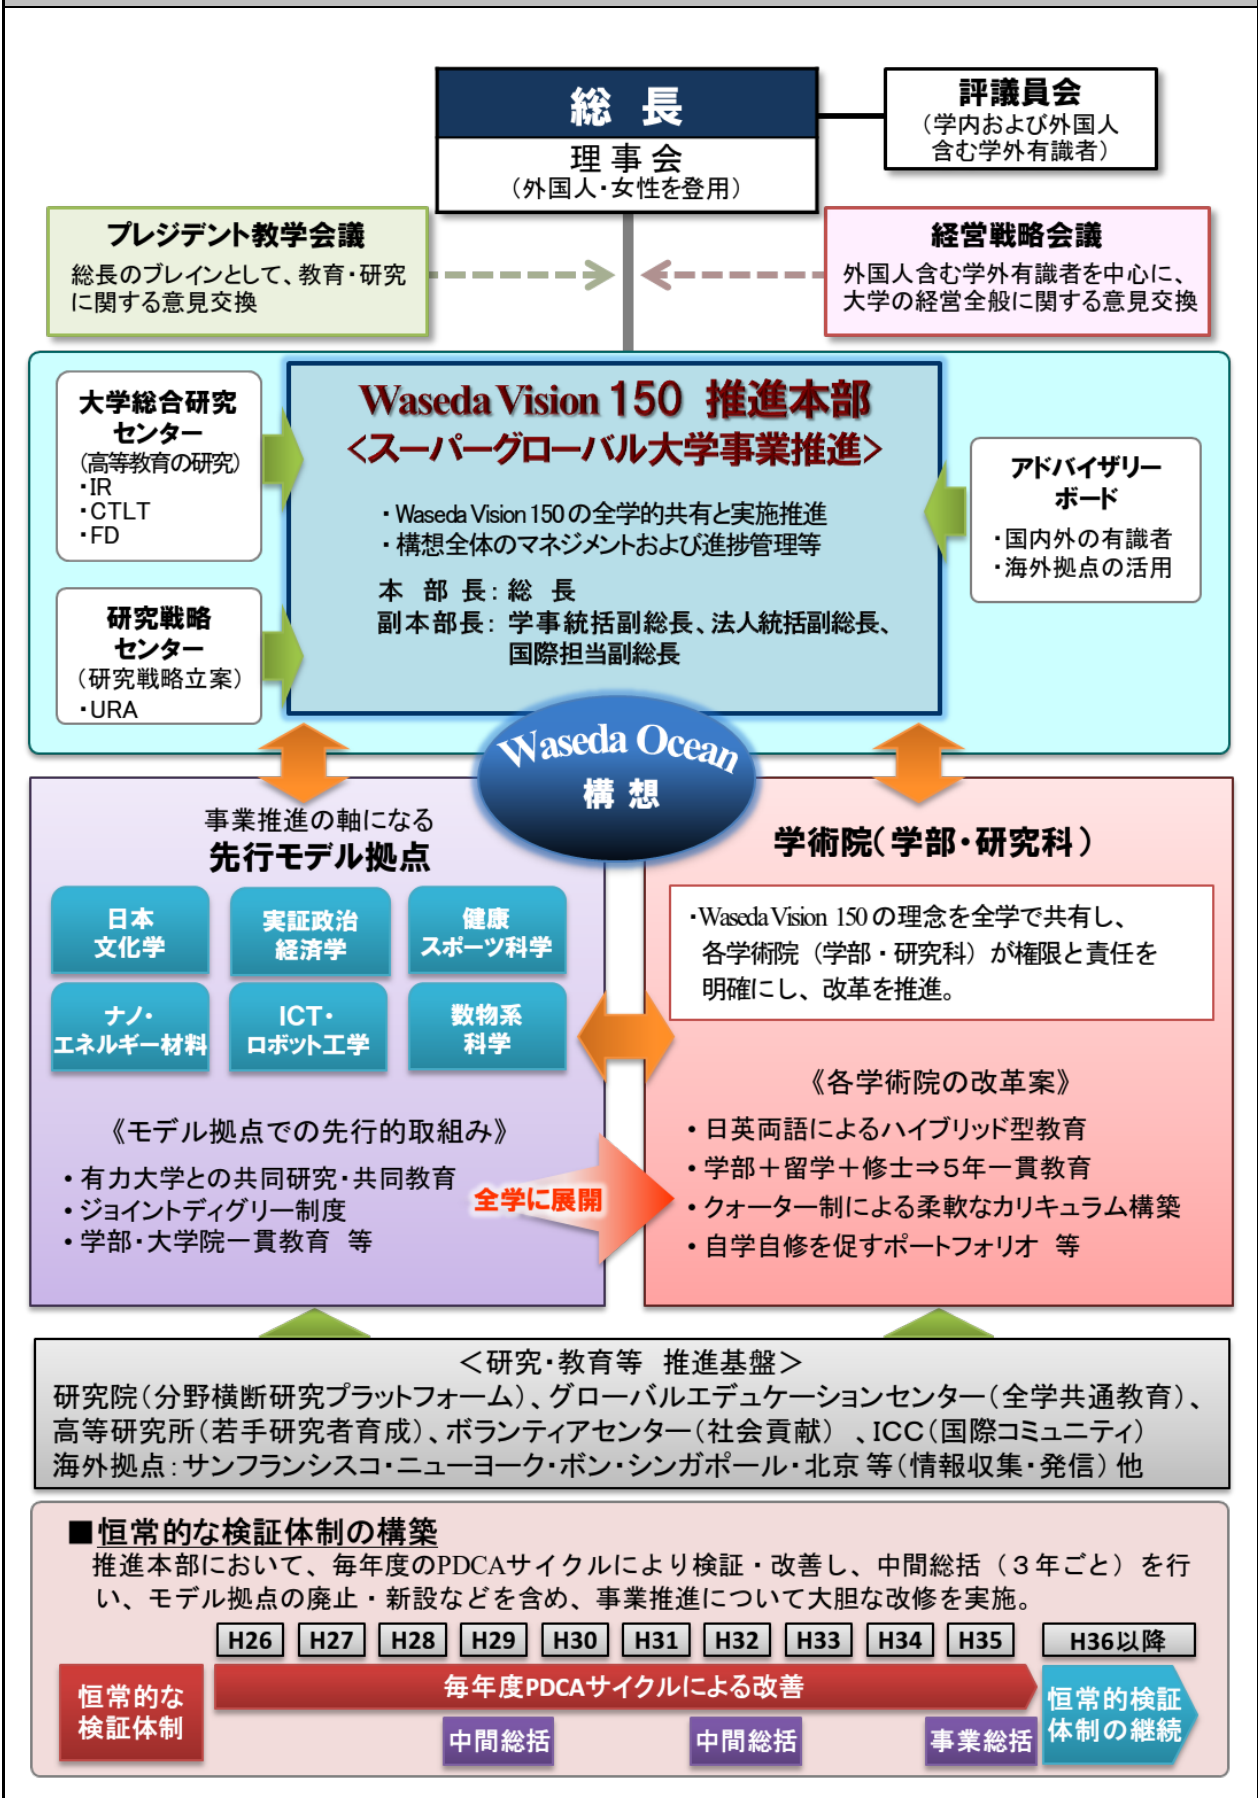 総 長
理 事 会
（外国人・女性を登用）
評議員会
（学内および外国人
含む学外有識者）
プレジデント教学会議
総長のブレインとして、教育・研究
に関する意見交換
経営戦略会議
外国人含む学外有識者を中心に、
大学の経営全般に関する意見交換
大学総合研究
センター
（高等教育の研究）
・IR
・CTLT
・FD
研究戦略
センター
（研究戦略立案）
・URA
Waseda Vision 150 推進本部
＜スーパーグローバル大学事業推進＞
・Waseda Vision 150 の全学的共有と実施推進
・構想全体のマネジメントおよび進捗管理等
本 部 長： 総 長
副本部長： 学事統括副総長、法人統括副総長、
国際担当副総長
アドバイザリー
ボード
・国内外の有識者
・海外拠点の活用
Waseda Ocean
構 想
事業推進の軸になる
先行モデル拠点
日本
文化学
実証政治
経済学
健康
スポーツ科学
ナノ・
エネルギー材料
ICT・
ロボット工学
数物系
科学
《モデル拠点での先行的取組み》
・有力大学との共同研究・共同教育
・ジョイントディグリー制度
・学部・大学院一貫教育 等
全学に展開
学術院（学部・研究科）
・Waseda Vision 150 の理念を全学で共有し、
各学術院（学部・研究科）が権限と責任を
明確にし、改革を推進。
《各学術院の改革案》
・日英両語によるハイブリッド型教育
・学部＋留学＋修士⇒5年一貫教育
・クォーター制による柔軟なカリキュラム構築
・自学自修を促すポートフォリオ 等
＜研究・教育等 推進基盤＞
研究院（分野横断研究プラットフォーム）、グローバルエデュケーションセンター（全学共通教育）、
高等研究所（若手研究者育成）、ボランティアセンター（社会貢献） 、ICC（国際コミュニティ）
海外拠点：サンフランシスコ・ニューヨーク・ボン・シンガポール・北京 等（情報収集・発信） 他
■恒常的な検証体制の構築
推進本部において、毎年度のPDCAサイクルにより検証・改善し、中間総括（３年ごと）を行
い、モデル拠点の廃止・新設などを含め、事業推進について大胆な改修を実施。
H26 H27 H28 H29 H30 H31 H32 H33 H34 H35 H36以降
恒常的な
検証体制
毎年度PDCAサイクルによる改善
中間総括 中間総括 事業総括
恒常的検証
体制の継続